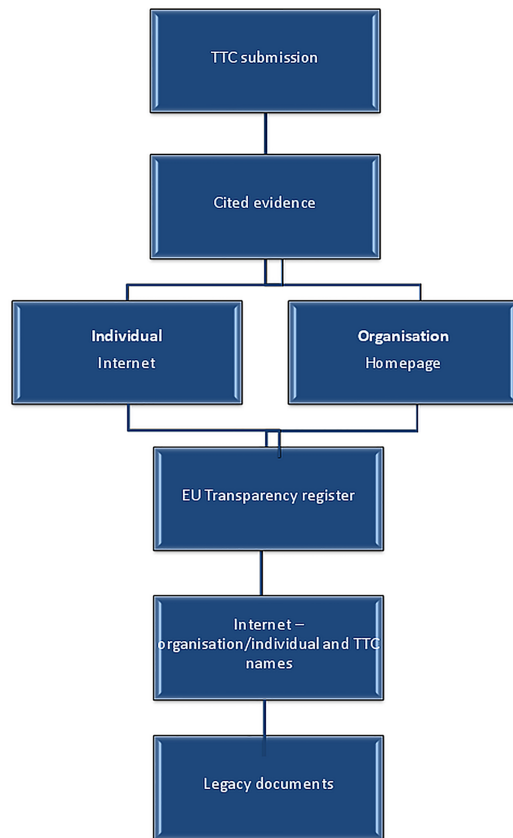 TTC submission
Cited evidence
Individual
Internet
Organisation
Homepage
EU Transparency register
Internet –
organisation/individual and TTC
names
Legacy documents